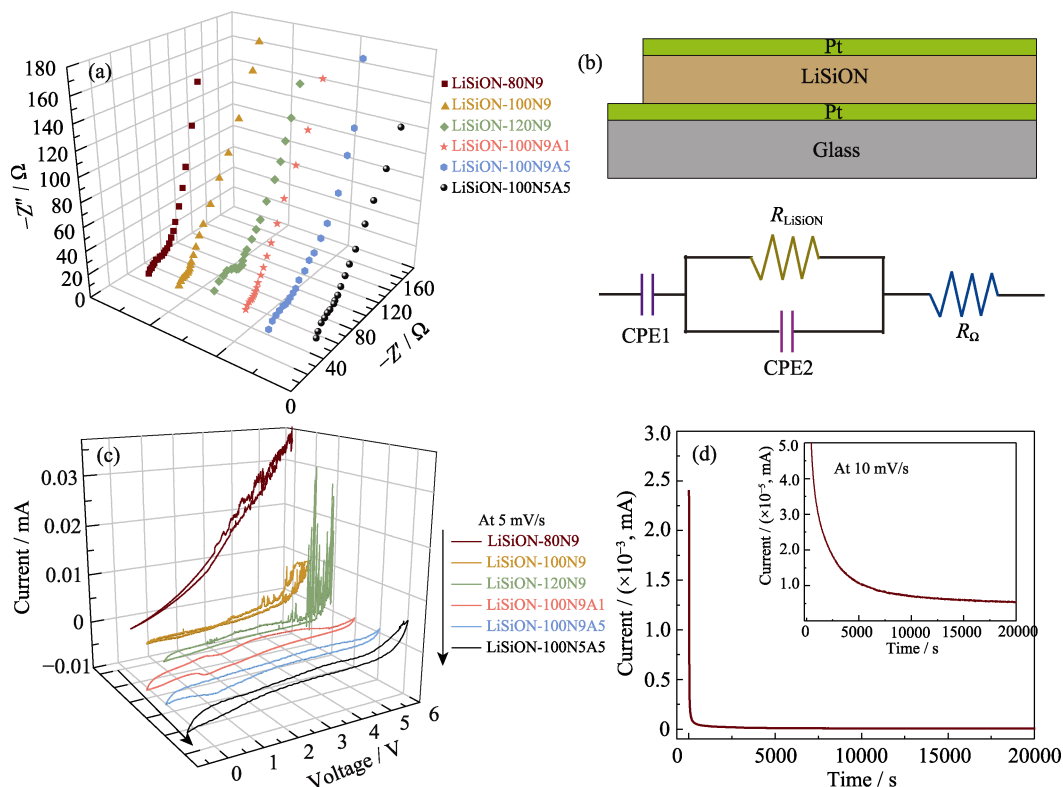 (a)
180
160
140
120
100
80
60
40
20
0
−Z″ / Ω
160
120
80
40
0
−Z′ / Ω
LiSiON-80N9
LiSiON-100N9
LiSiON-120N9
LiSiON-100N9A1
LiSiON-100N9A5
LiSiON-100N5A5
(b)
Pt
LiSiON
Pt
Glass
R_LiSiON
CPE1
CPE2
R_Ω
(c)
0.03
0.02
0.01
0
−0.01
Current / mA
0 1 2 3 4 5 6
Voltage / V
At 5 mV/s
LiSiON-80N9
LiSiON-100N9
LiSiON-120N9
LiSiON-100N9A1
LiSiON-100N9A5
LiSiON-100N5A5
(d)
3.0
2.5
2.0
1.5
1.0
0.5
0
Current / (×10⁻³, mA)
0 5000 10000 15000 20000
Time / s
At 10 mV/s
5.0
4.0
3.0
2.0
1.0
Current / (×10⁻⁵, mA)
0 5000 10000 15000 20000
Time / s